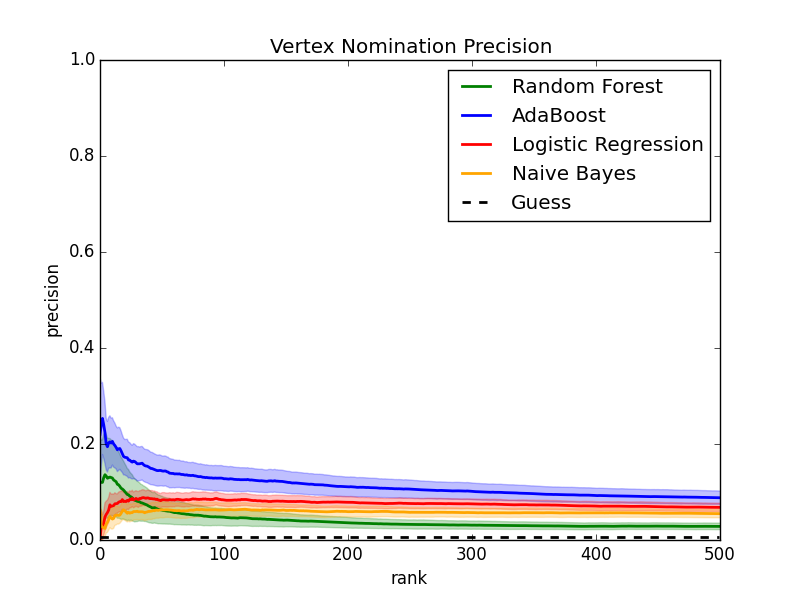 Vertex Nomination Precision
1.0
0.8
0.6
0.4
0.2
0.0
precision
Random Forest
AdaBoost
Logistic Regression
Naive Bayes
Guess
0 100 200 300 400 500
rank